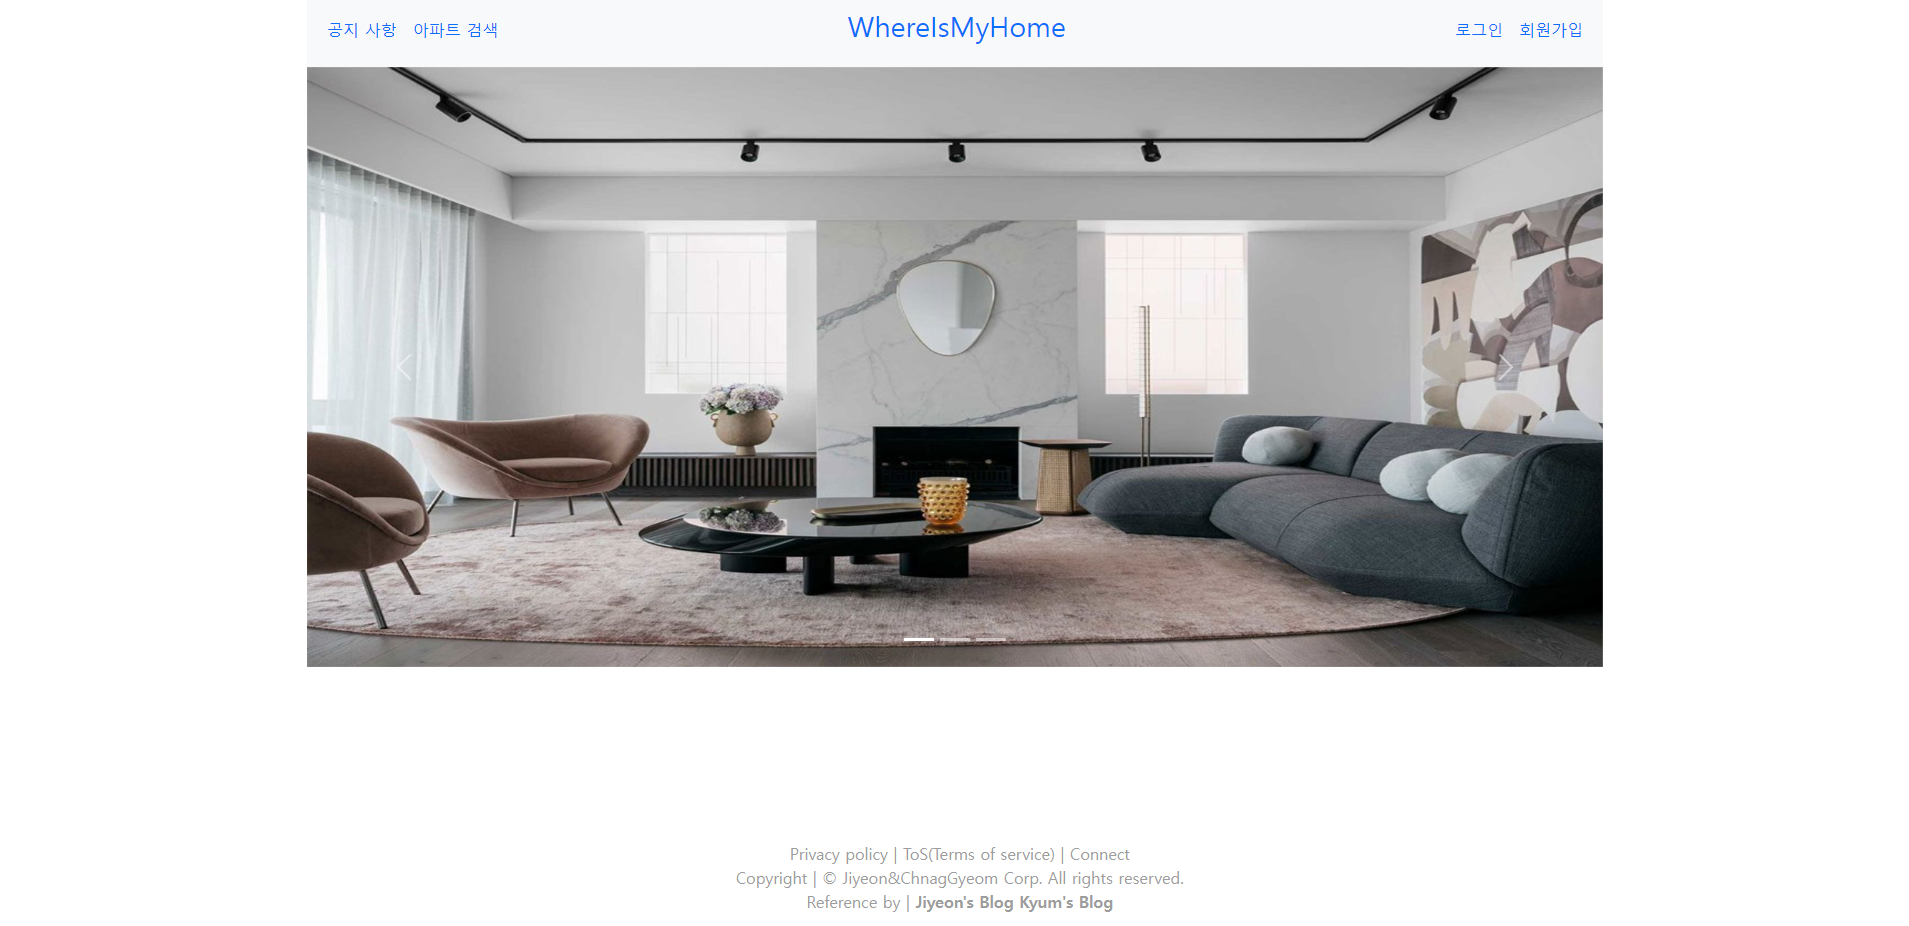 공지 사항 아파트 검색 WhereIsMyHome 로그인 회원가입
Privacy policy | ToS(Terms of service) | Connect
Copyright | © Jiyeon&ChnagGyeom Corp. All rights reserved.
Reference by | Jiyeon's Blog Kyum's Blog